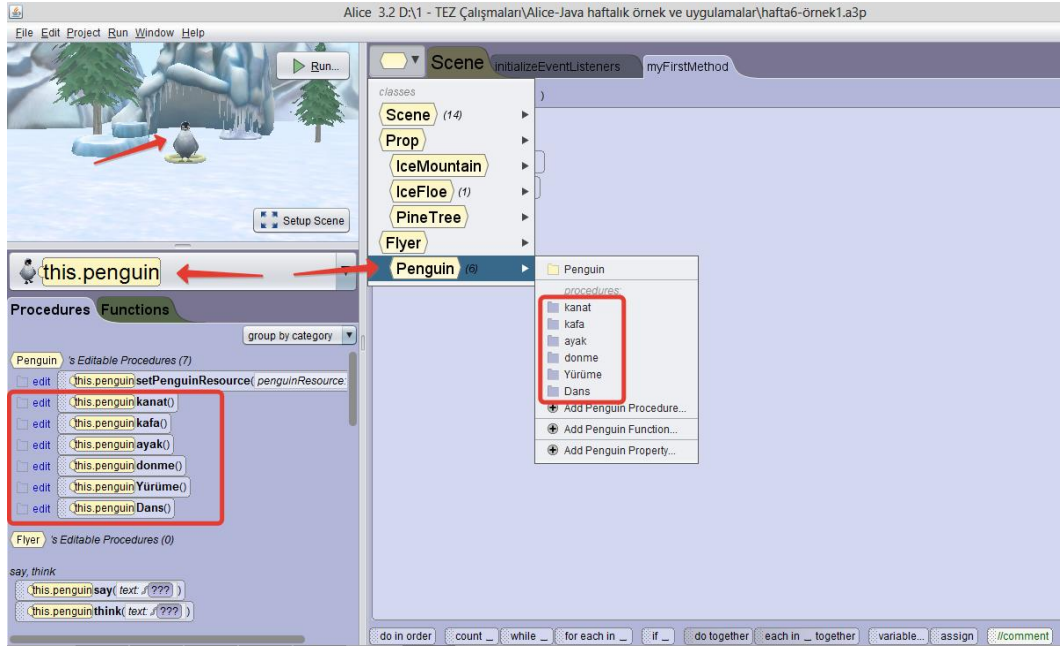 Alice 3.2 D:\1 - TEZ Çalışmaları\Alice-Java haftalık örnek ve uygulamalar\hafta6-örnek1.a3p
File Edit Project Run Window Help
Run...
Setup Scene
this.penguin
Procedures Functions
group by category
Penguin 's Editable Procedures (7)
edit this.penguin setPenguinResource( penguinResource:
edit this.penguin kanat()
edit this.penguin kafa()
edit this.penguin ayak()
edit this.penguin donme()
edit this.penguin Yürüme()
edit this.penguin Dans()
Flyer 's Editable Procedures (0)
say, think
this.penguin say( text: ??? )
this.penguin think( text: ??? )
Scene initializeEventListeners myFirstMethod
classes
)
Scene (14)
Prop
IceMountain
IceFloe (1)
PineTree
Flyer
Penguin (6)
Penguin
procedures:
kanat
kafa
ayak
donme
Yürüme
Dans
Add Penguin Procedure...
Add Penguin Function...
Add Penguin Property...
do in order count _ while _ for each in _ if _ do together each in _ together variable... assign //comment